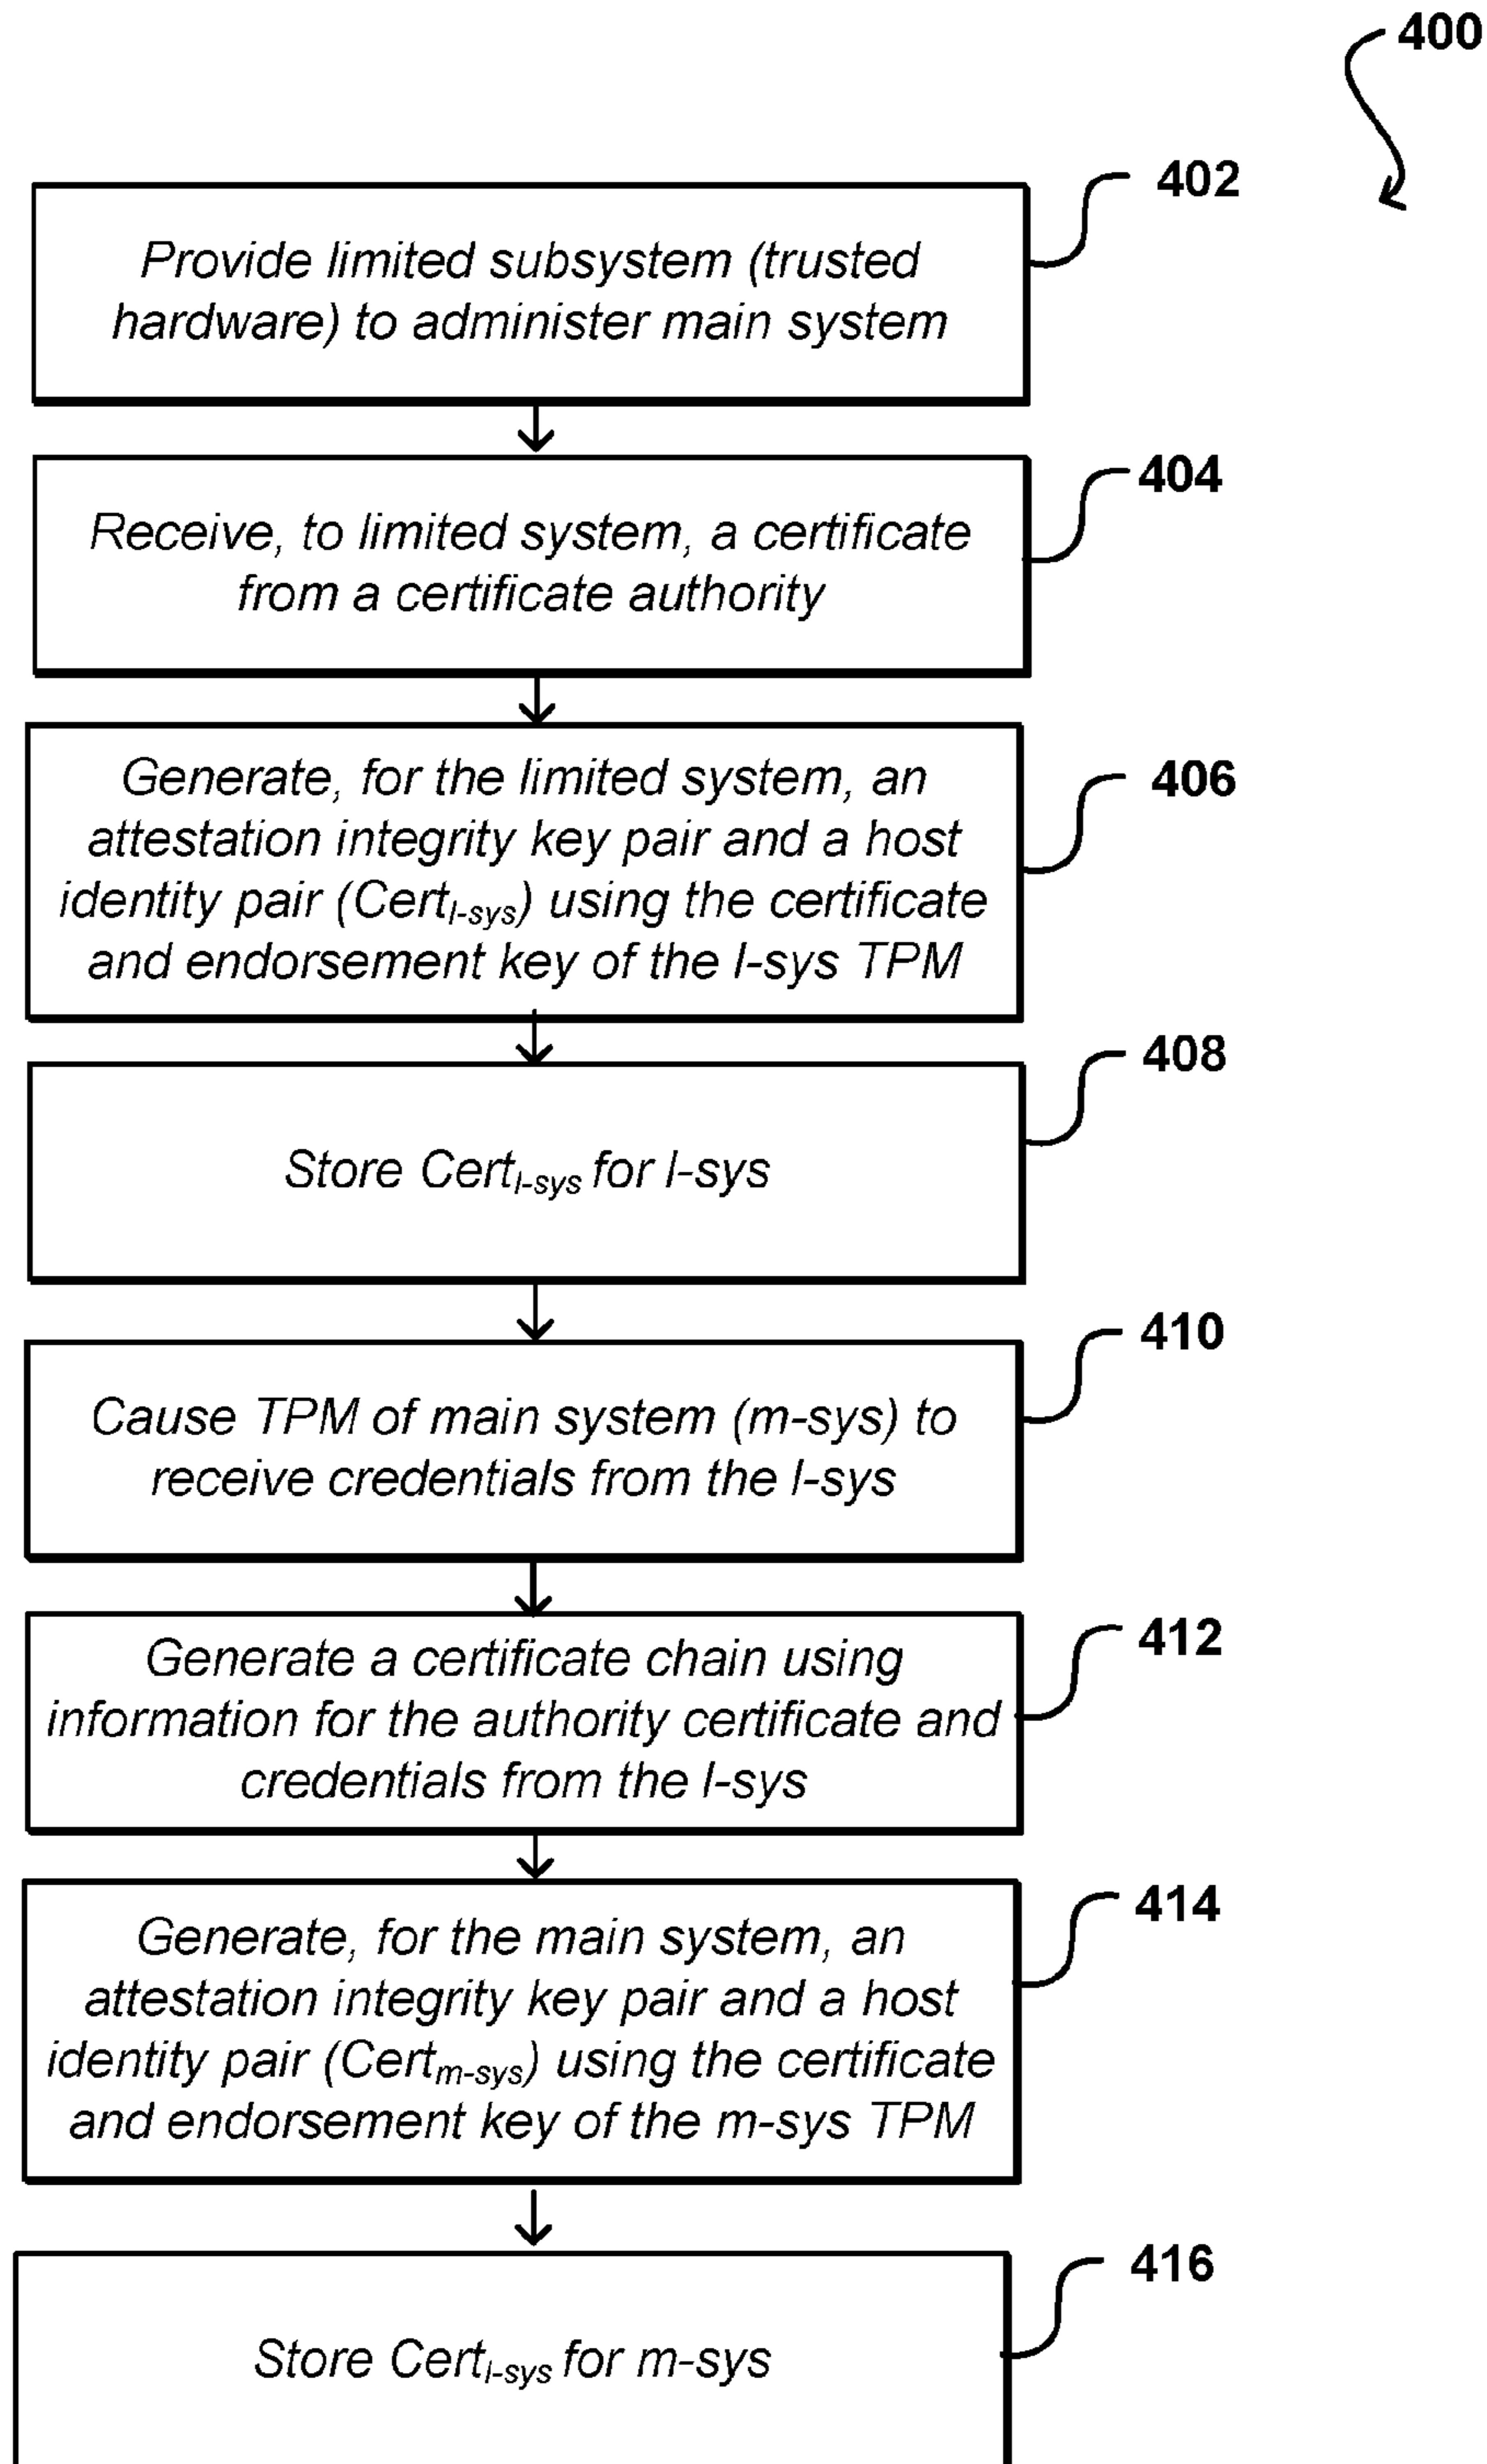 400
402
Provide limited subsystem (trusted
hardware) to administer main system
404
Receive, to limited system, a certificate
from a certificate authority
406
Generate, for the limited system, an
attestation integrity key pair and a host
identity pair (Certl-sys) using the certificate
and endorsement key of the l-sys TPM
408
Store Certl-sys for l-sys
410
Cause TPM of main system (m-sys) to
receive credentials from the l-sys
412
Generate a certificate chain using
information for the authority certificate and
credentials from the l-sys
414
Generate, for the main system, an
attestation integrity key pair and a host
identity pair (Certm-sys) using the certificate
and endorsement key of the m-sys TPM
416
Store Certl-sys for m-sys